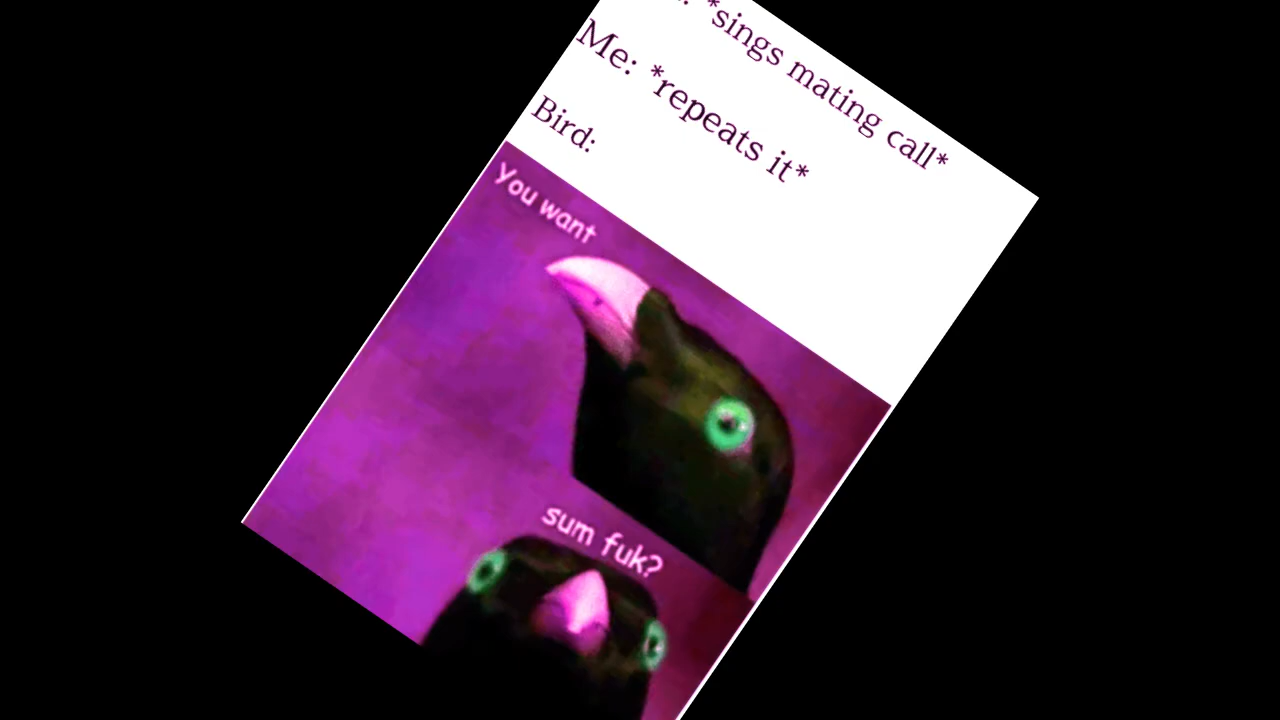 *sings mating call*
Me: *repeats it*
Bird:
You want
sum fuk?